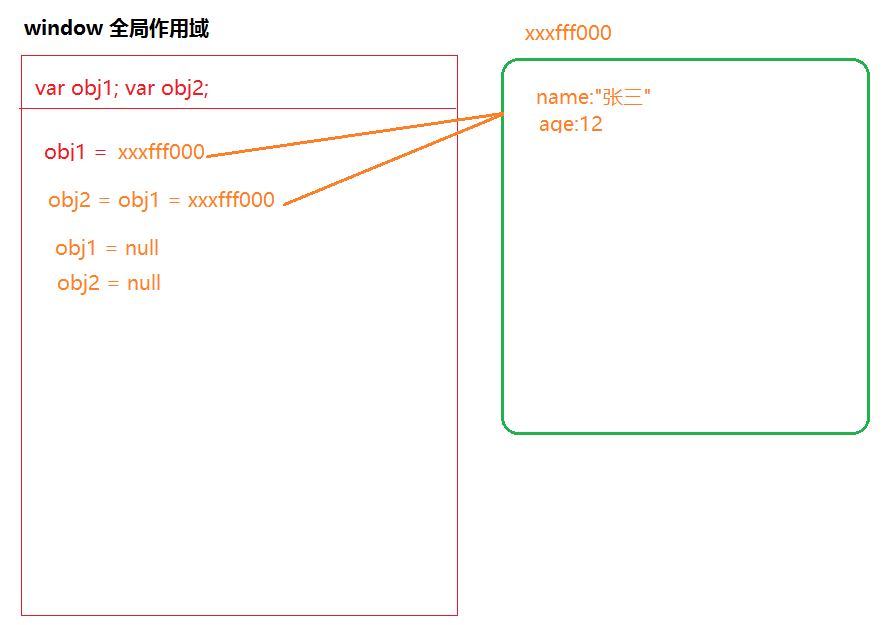 window 全局作用域
xxxfff000
var obj1; var obj2;
name:"张三"
age:12
obj1 = xxxfff000
obj2 = obj1 = xxxfff000
obj1 = null
obj2 = null